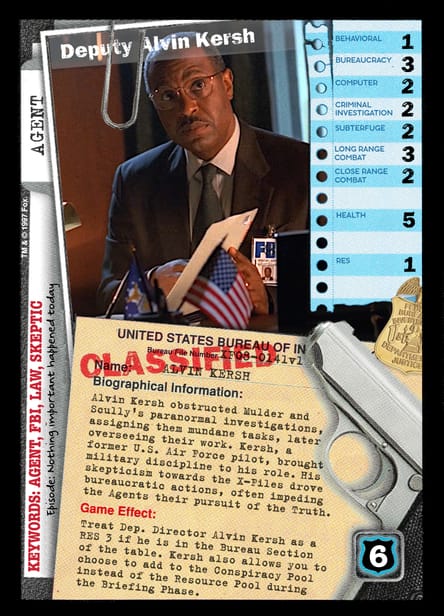 Deputy Alvin Kersh
AGENT
TM & © 1997 Fox.
KEYWORDS: AGENT, FBI, LAW, SKEPTIC
Episode: Nothing important happened today
BEHAVIORAL 1
BUREAUCRACY 3
COMPUTER 2
CRIMINAL
INVESTIGATION 2
SUBTERFUGE 2
LONG RANGE
COMBAT 3
CLOSE RANGE
COMBAT 2
HEALTH 5
RES 1
FBI
UNITED STATES BUREAU OF IN
Bureau File Number XF08-0141v1
CLASSIFIED
Name: ALVIN KERSH
Biographical Information:
Alvin Kersh obstructed Mulder and
Scully's paranormal investigations,
assigning them mundane tasks, later
overseeing their work. Kersh, a
former U.S. Air Force pilot, brought
military discipline to his role. His
skepticism towards the X-Files drove
bureaucratic actions, often impeding
the Agents their pursuit of the Truth.
Game Effect:
Treat Dep. Director Alvin Kersh as a
RES 3 if he is in the Bureau Section
of the table. Kersh also allows you to
choose to add to the Conspiracy Pool
instead of the Resource Pool during
the Briefing Phase.
6